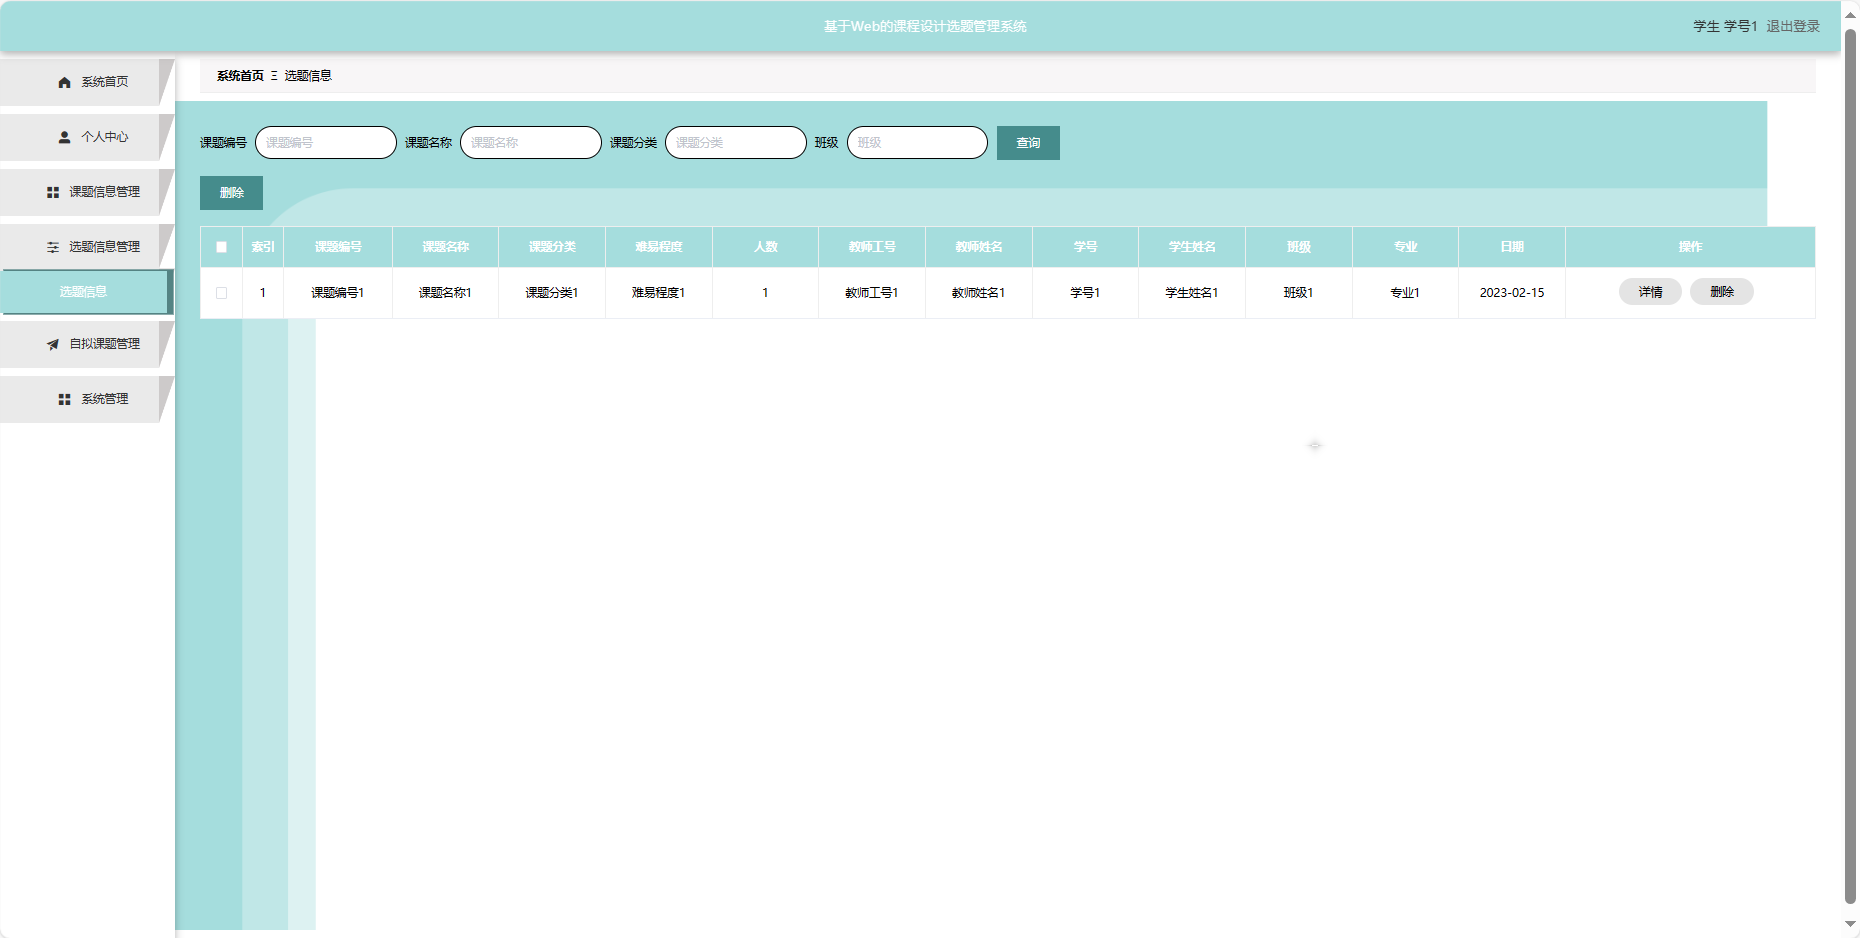 基于Web的课程设计选题管理系统
学生 学号1 退出登录
系统首页
个人中心
课题信息管理
选题信息管理
选题信息
自拟课题管理
系统管理
系统首页 Ξ 选题信息
课题编号 课题编号 课题名称 课题名称 课题分类 课题分类 班级 班级 查询
删除
索引 课题编号 课题名称 课题分类 难易程度 人数 教师工号 教师姓名 学号 学生姓名 班级 专业 日期 操作
1 课题编号1 课题名称1 课题分类1 难易程度1 1 教师工号1 教师姓名1 学号1 学生姓名1 班级1 专业1 2023-02-15 详情 删除